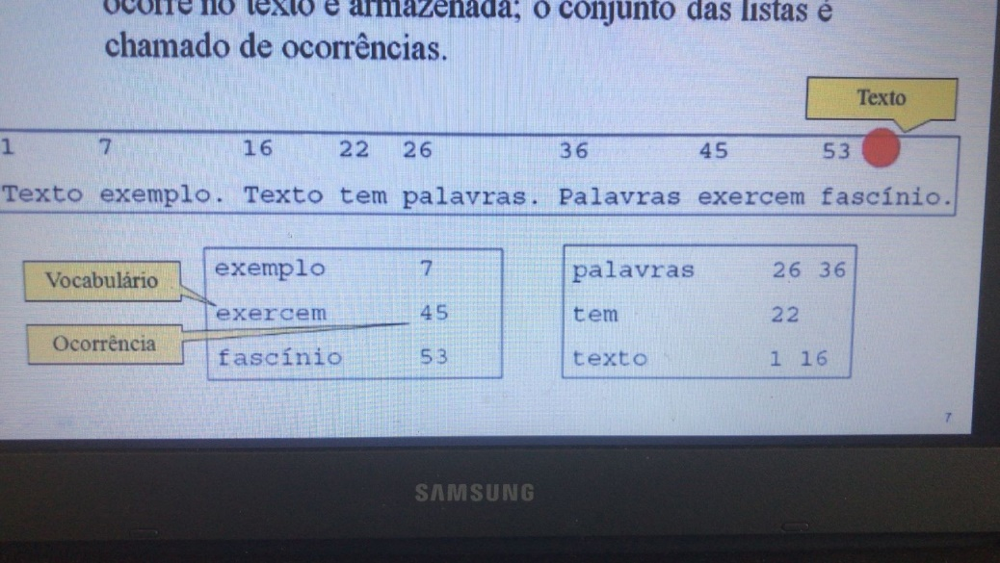 ocorre no texto é armazenada; o conjunto das listas é
chamado de ocorrências.
Texto
1 7 16 22 26 36 45 53
Texto exemplo. Texto tem palavras. Palavras exercem fascínio.
Vocabulário
Ocorrência
exemplo 7
exercem 45
fascínio 53
palavras 26 36
tem 22
texto 1 16
7
SAMSUNG